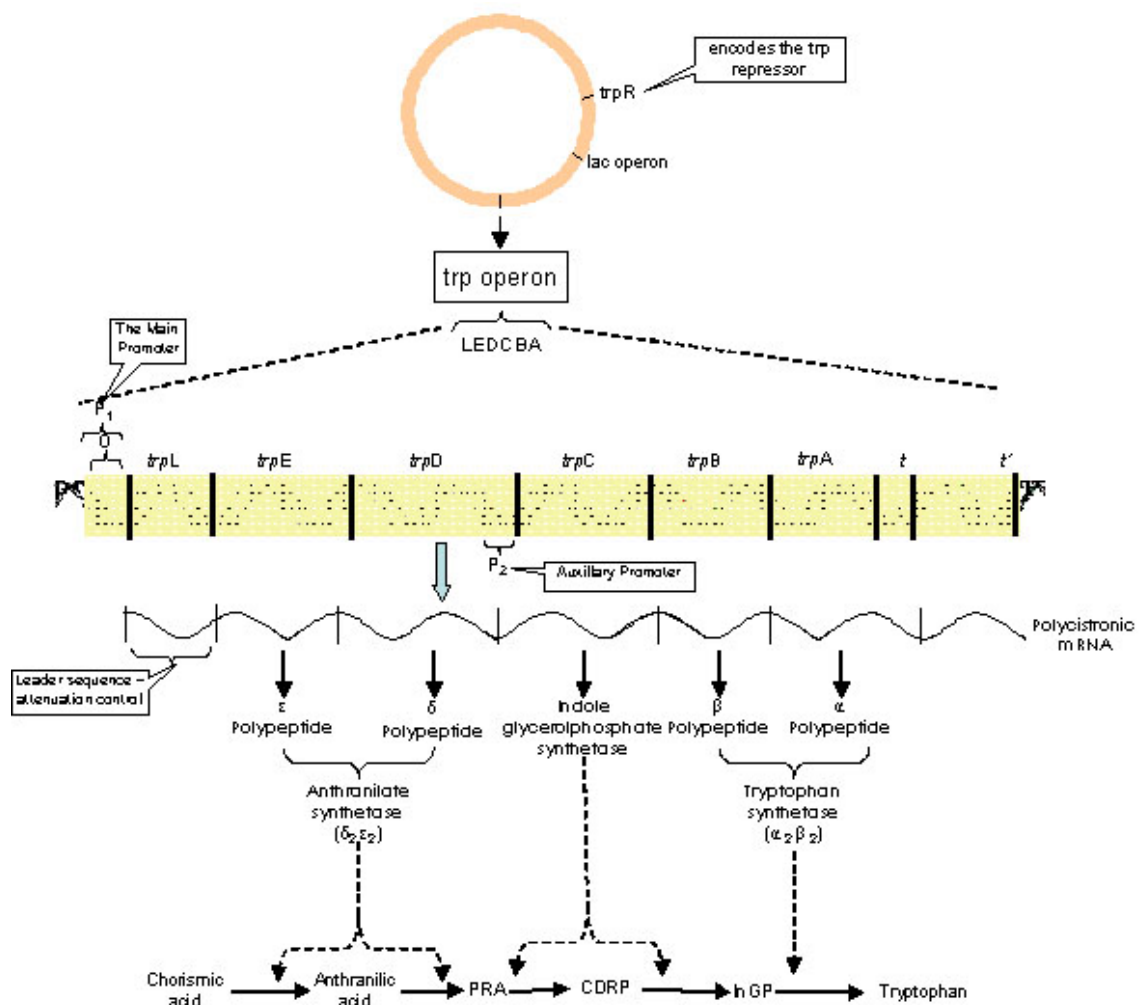 encodes the trp
repressor
trpR
lac operon
trp operon
LEDCBA
The Main
Promoter
P1
O
trpL
trpE
trpD
trpC
trpB
trpA
t
t'
P2
Auxillary Promoter
Polycistronic
mRNA
Leader sequence –
attenuation control
ε
Polypeptide
δ
Polypeptide
Indole
glycerolphosphate
synthetase
β
Polypeptide
α
Polypeptide
Anthranilate
synthetase
(δ2ε2)
Tryptophan
synthetase
(α2β2)
Chorismic
acid
Anthranilic
acid
PRA
CDRP
InGP
Tryptophan